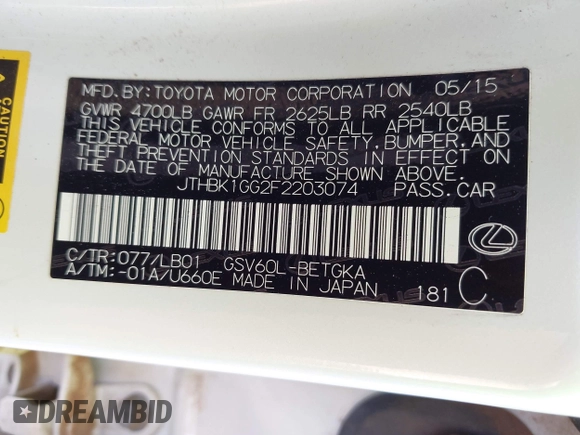 MFD.BY:TOYOTA MOTOR CORPORATION 05/15
GVWR 4700LB GAWR FR 2625LB RR 2540LB
THIS VEHICLE CONFORMS TO ALL APPLICABLE
FEDERAL MOTOR VEHICLE SAFETY,BUMPER,AND
THEFT PREVENTION STANDARDS IN EFFECT ON
THE DATE OF MANUFACTURE SHOWN ABOVE.
JTHBK1GG2F2203074 PASS.CAR
C/TR:077/LB01 GSV60L-BETGKA
A/TM:-01A/U660E MADE IN JAPAN 181 C
CAUTION
DREAMBID